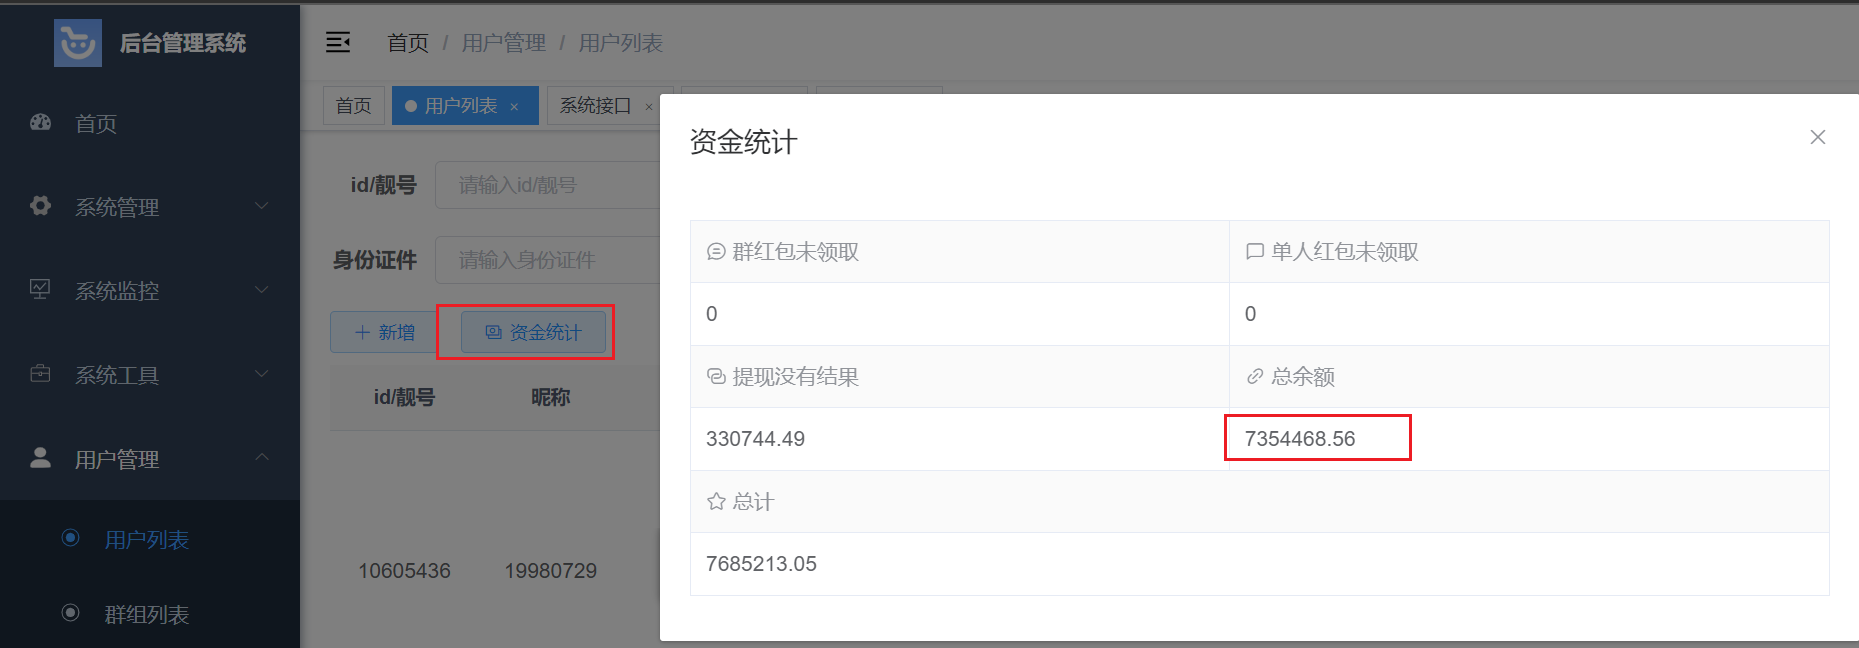 后台管理系统
首页 / 用户管理 / 用户列表
首页
用户列表 ×
系统接口 ×
首页
系统管理
系统监控
系统工具
用户管理
用户列表
群组列表
id/靓号
请输入id/靓号
身份证件
请输入身份证件
+ 新增
资金统计
id/靓号
昵称
10605436
19980729
资金统计
群红包未领取
单人红包未领取
0
0
提现没有结果
总余额
330744.49
7354468.56
总计
7685213.05